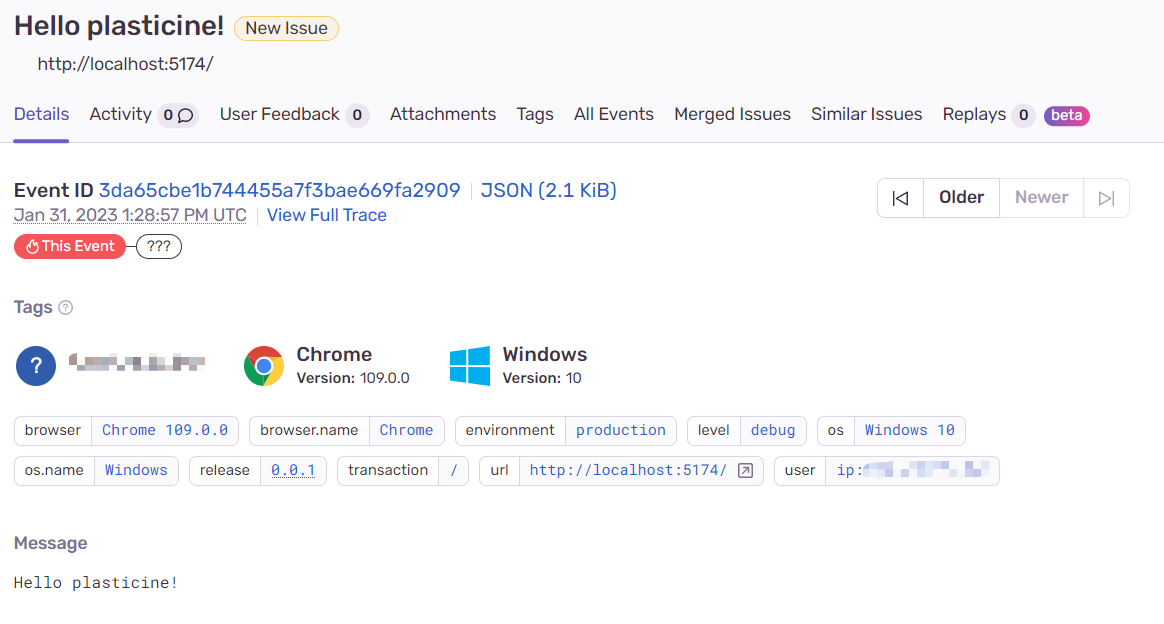 Hello plasticine! New Issue
http://localhost:5174/
Details Activity 0 User Feedback 0 Attachments Tags All Events Merged Issues Similar Issues Replays 0 beta
Event ID 3da65cbe1b744455a7f3bae669fa2909 JSON (2.1 KiB)
Older Newer
Jan 31, 2023 1:28:57 PM UTC View Full Trace
This Event ???
Tags ?
? Chrome Windows
Version: 109.0.0 Version: 10
browser Chrome 109.0.0 browser.name Chrome environment production level debug os Windows 10
os.name Windows release 0.0.1 transaction / url http://localhost:5174/ user ip:
Message
Hello plasticine!